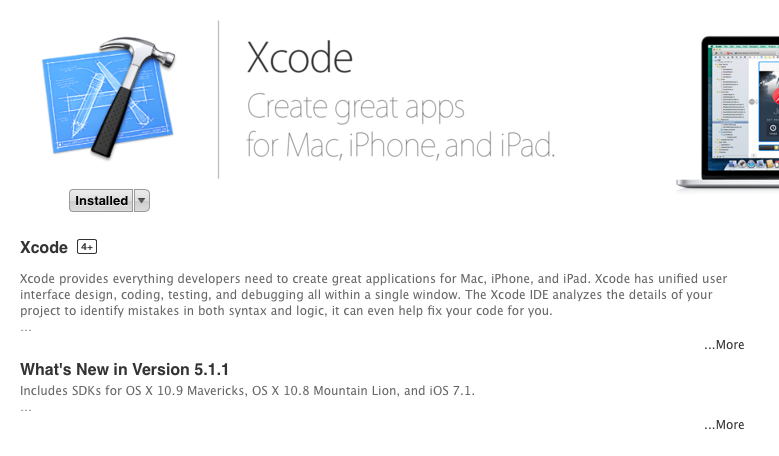 Xcode
Create great apps
for Mac, iPhone, and iPad.
Installed
Xcode 4+
Xcode provides everything developers need to create great applications for Mac, iPhone, and iPad. Xcode has unified user
interface design, coding, testing, and debugging all within a single window. The Xcode IDE analyzes the details of your
project to identify mistakes in both syntax and logic, it can even help fix your code for you.
...
...More
What's New in Version 5.1.1
Includes SDKs for OS X 10.9 Mavericks, OS X 10.8 Mountain Lion, and iOS 7.1.
...
...More